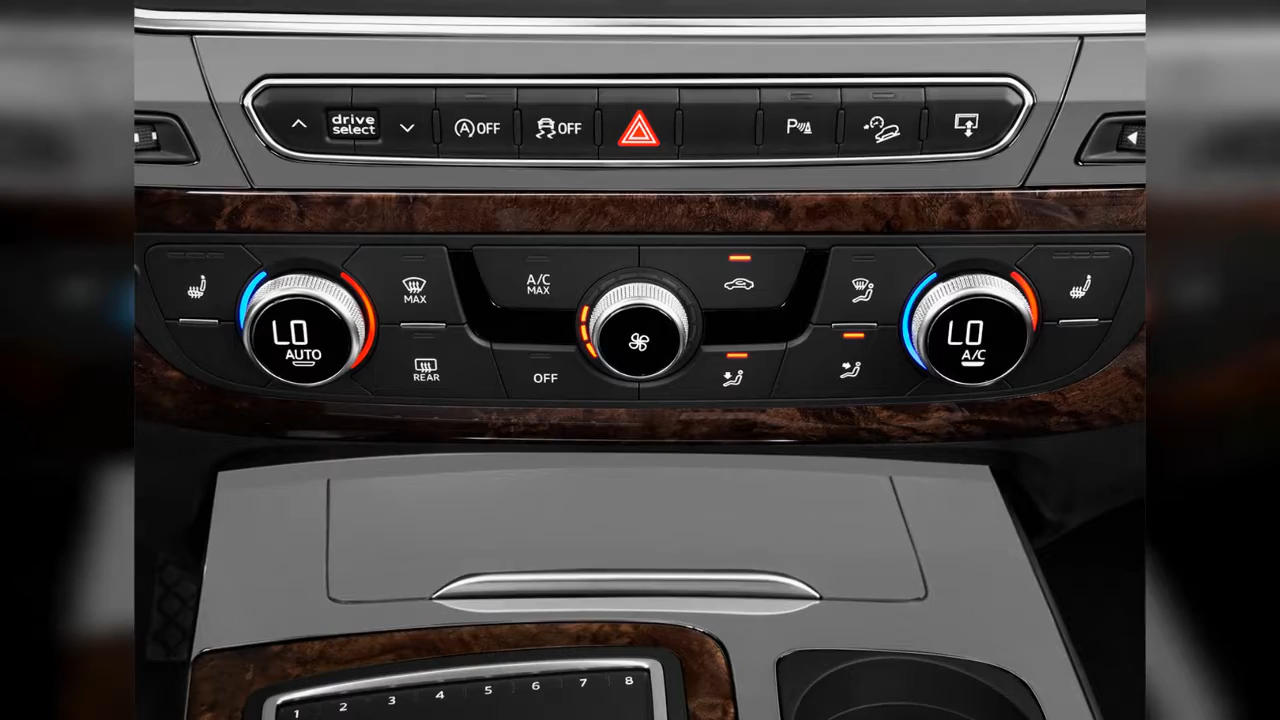 drive
select
A OFF
OFF
P
A/C
MAX
MAX
LO
AUTO
LO
A/C
REAR
OFF
1 2 3 4 5 6 7 8